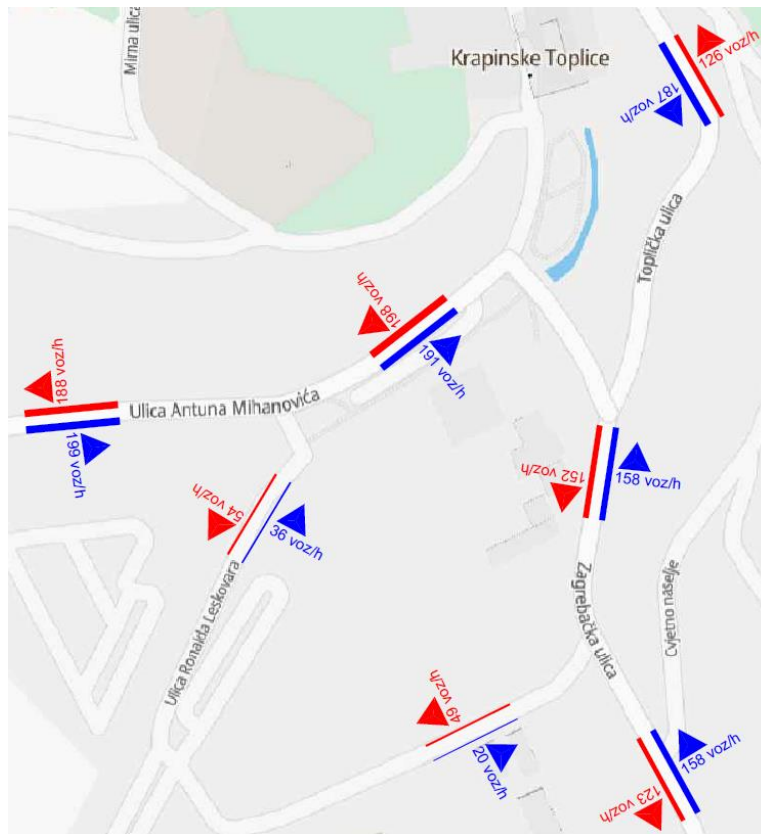 Mirna ulica
Krapinske Toplice
126 voz/h
187 voz/h
Toplička ulica
198 voz/h
191 voz/h
188 voz/h
Ulica Antuna Mihanovića
199 voz/h
152 voz/h
158 voz/h
54 voz/h
36 voz/h
Ulica Ronalda Leskovara
Zagrebačka ulica
Cvjetno naselje
49 voz/h
20 voz/h
158 voz/h
123 voz/h